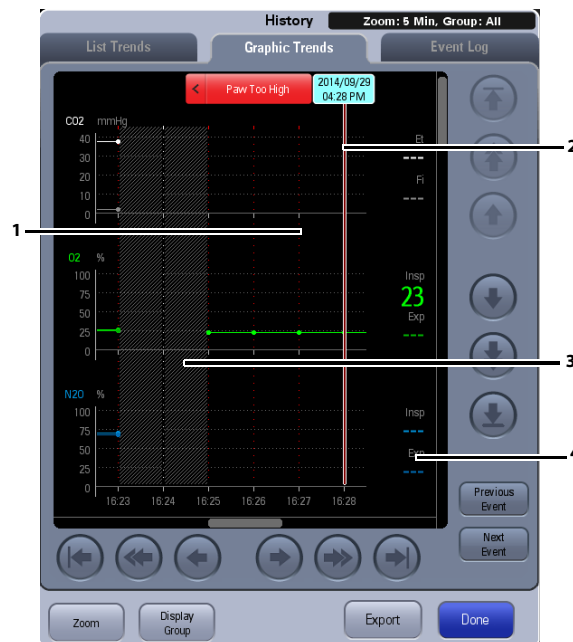 History
Zoom: 5 Min, Group: All
List Trends
Graphic Trends
Event Log
< Paw Too High
2014/09/29
04:28 PM
CO2 mmHg
40
30
20
10
0
Et
---
Fi
---
2
1
O2 %
100
75
50
25
0
Insp
23
Exp
---
3
N2O %
100
75
50
25
0
Insp
---
Exp
---
4
16:23 16:24 16:25 16:26 16:27 16:28
Previous
Event
Next
Event
Zoom
Display
Group
Export
Done